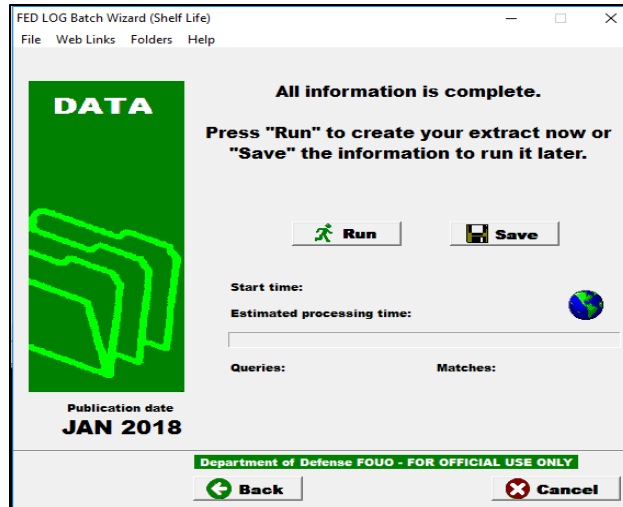 FED LOG Batch Wizard (Shelf Life)
File Web Links Folders Help
DATA
All information is complete.
Press "Run" to create your extract now or
"Save" the information to run it later.
Run
Save
Start time:
Estimated processing time:
Queries:
Matches:
Publication date
JAN 2018
Department of Defense FOUO - FOR OFFICIAL USE ONLY
Back
Cancel